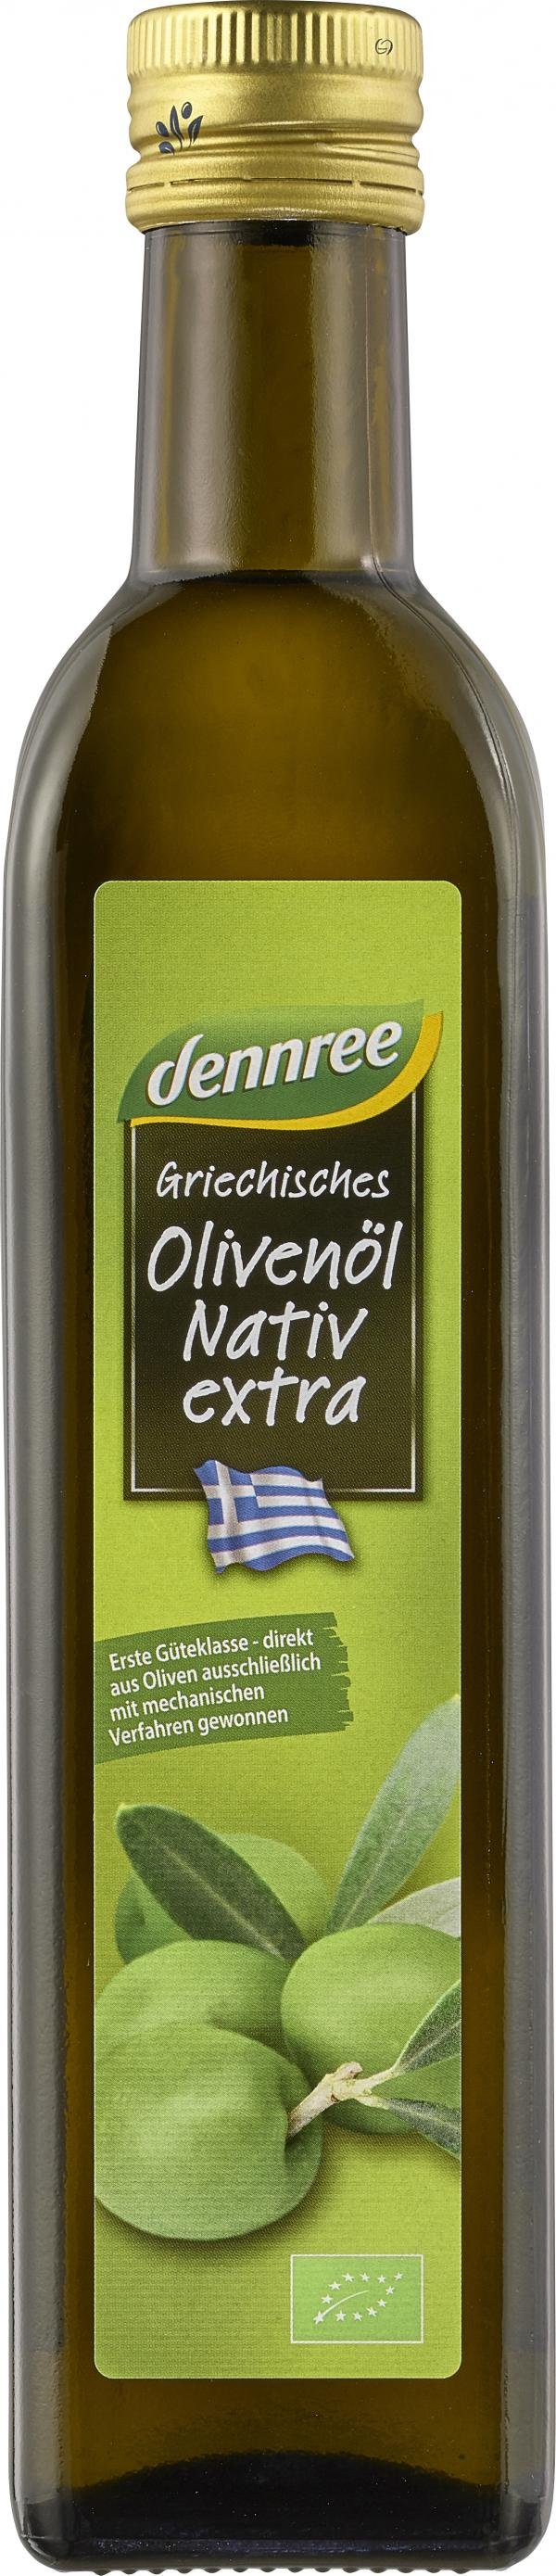 dennree
Griechisches
Olivenöl
Nativ
extra
Erste Güteklasse - direkt
aus Oliven ausschließlich
mit mechanischen
Verfahren gewonnen